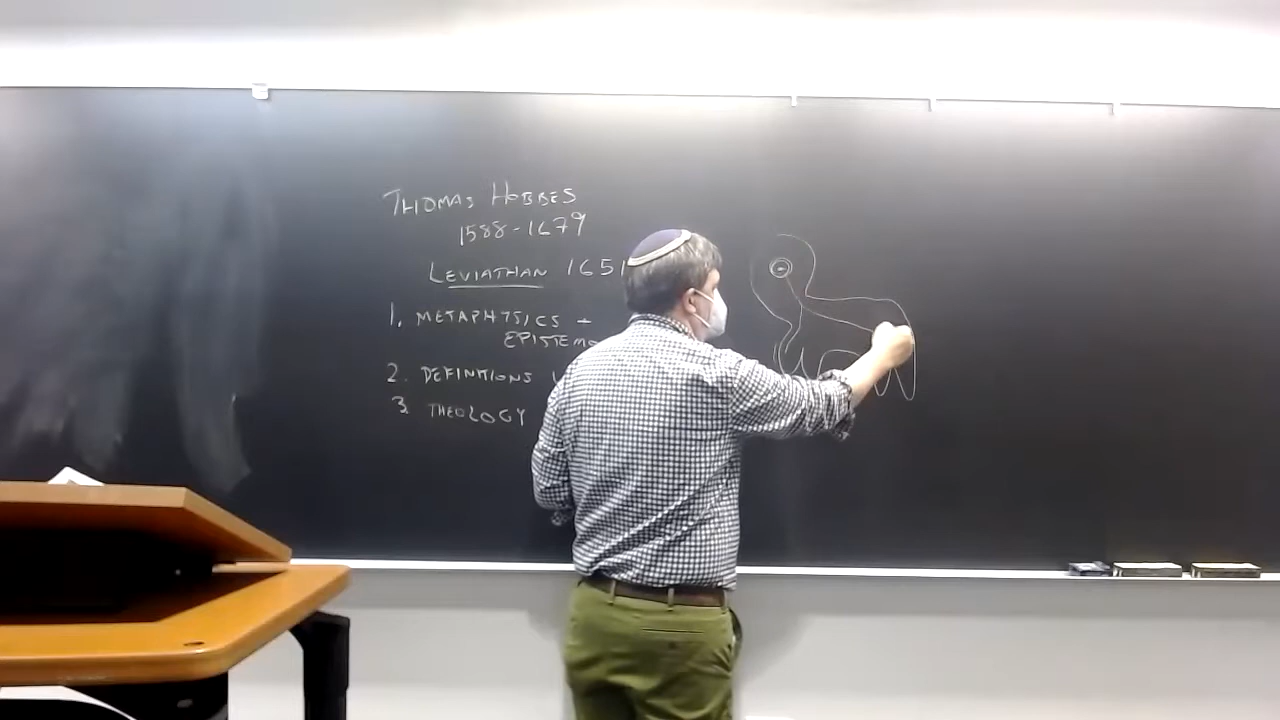 THOMAS HOBBES
1588-1679
LEVIATHAN 1651
1. METAPHYSICS +
2. DEFINITIONS
3. THEOLOGY